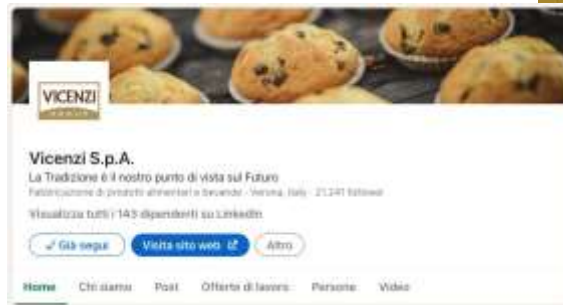 VICENZI
Vicenzi S.p.A.
La Tradizione è il nostro punto di vista sul Futuro
Fabbricazione di prodotti alimentari e bevande · Verona, Italy · 21.241 follower
Visualizza tutti i 143 dipendenti su LinkedIn
Già segui
Visita sito web
Altro
Home Chi siamo Post Offerte di lavoro Persone Video